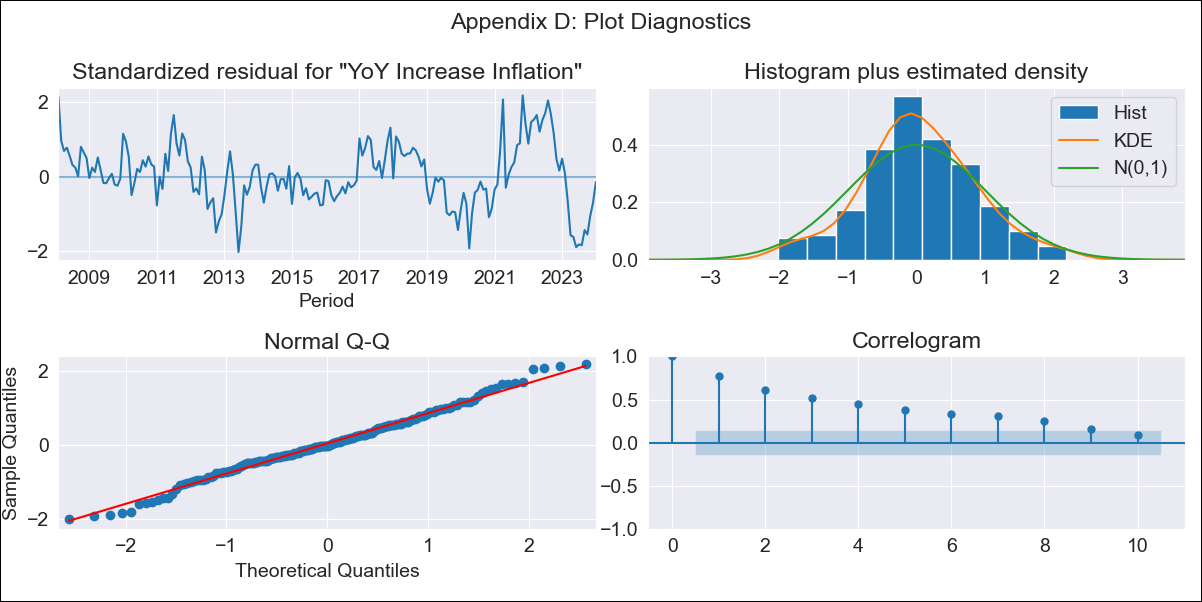 Appendix D: Plot Diagnostics
Standardized residual for "YoY Increase Inflation"
2
0
−2
2009 2011 2013 2015 2017 2019 2021 2023
Period
Histogram plus estimated density
Hist
KDE
N(0,1)
0.4
0.2
0.0
−3 −2 −1 0 1 2 3
Normal Q-Q
Sample Quantiles
2
0
−2
−2 −1 0 1 2
Theoretical Quantiles
Correlogram
1.0
0.5
0.0
−0.5
−1.0
0 2 4 6 8 10